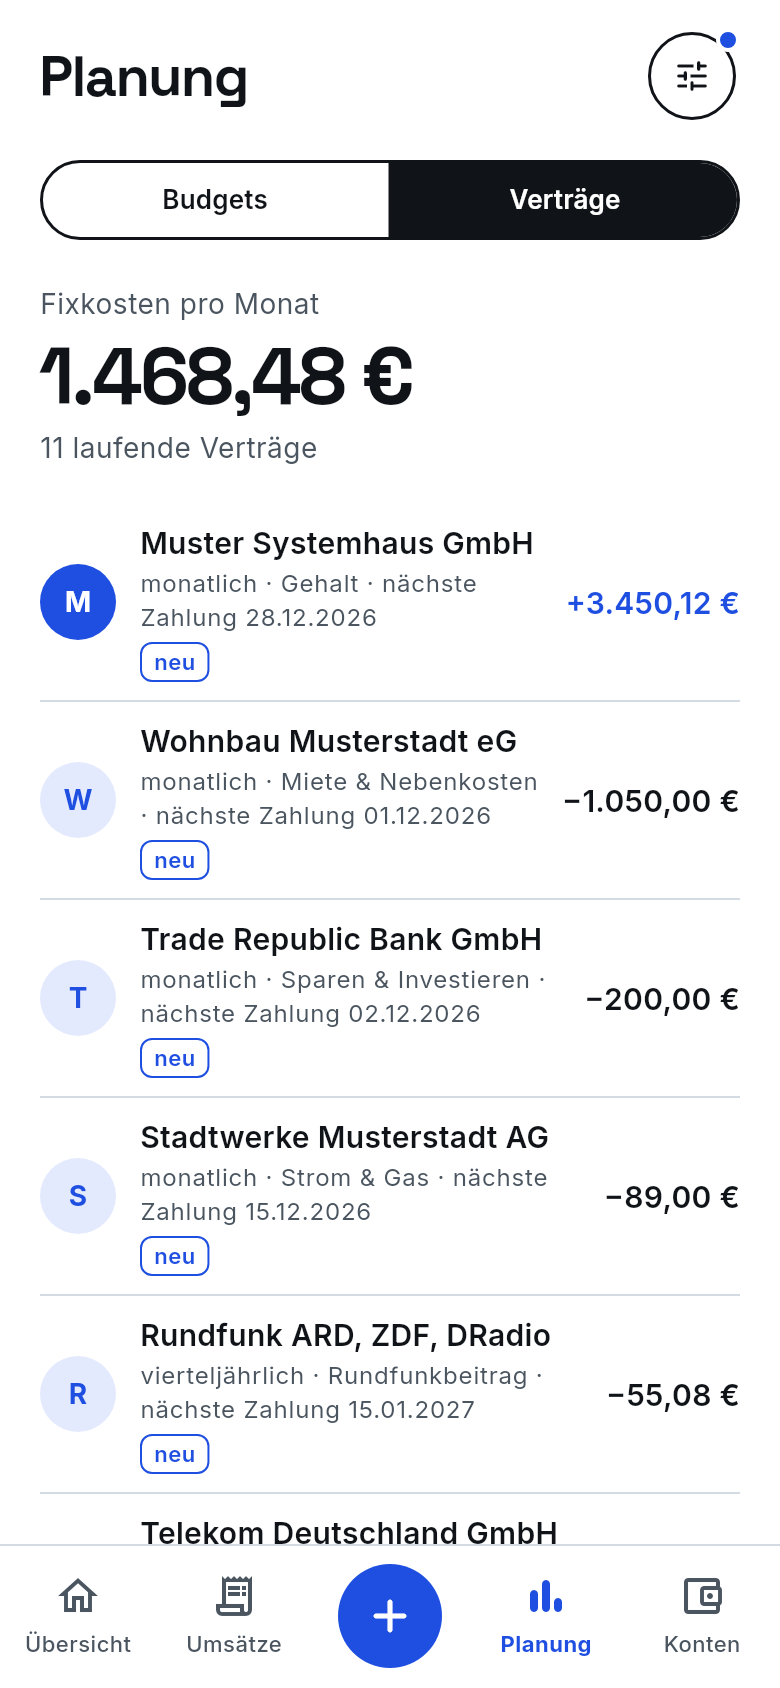 Planung
Budgets
Verträge
Fixkosten pro Monat
1.468,48 €
11 laufende Verträge
Muster Systemhaus GmbH
M
monatlich · Gehalt · nächste
Zahlung 28.12.2026
+3.450,12 €
neu
Wohnbau Musterstadt eG
W
monatlich · Miete & Nebenkosten
· nächste Zahlung 01.12.2026
−1.050,00 €
neu
Trade Republic Bank GmbH
T
monatlich · Sparen & Investieren ·
nächste Zahlung 02.12.2026
−200,00 €
neu
Stadtwerke Musterstadt AG
S
monatlich · Strom & Gas · nächste
Zahlung 15.12.2026
−89,00 €
neu
Rundfunk ARD, ZDF, DRadio
R
vierteljährlich · Rundfunkbeitrag ·
nächste Zahlung 15.01.2027
−55,08 €
neu
Telekom Deutschland GmbH
Übersicht
Umsätze
Planung
Konten